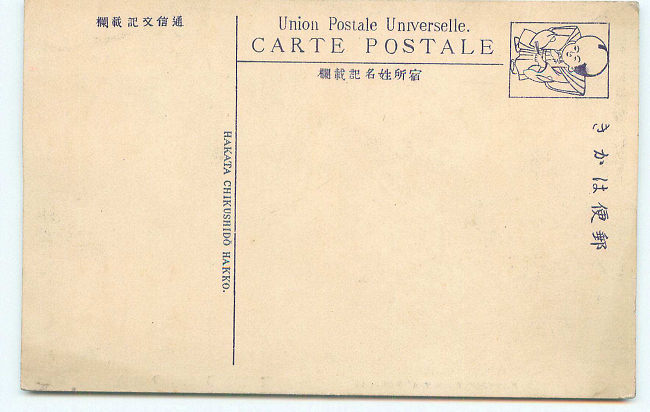 通信文記載欄
Union Postale Universelle.
CARTE POSTALE
宿所姓名記載欄
HAKATA CHIKUSHIDŌ HAKKO.
郵便はかき